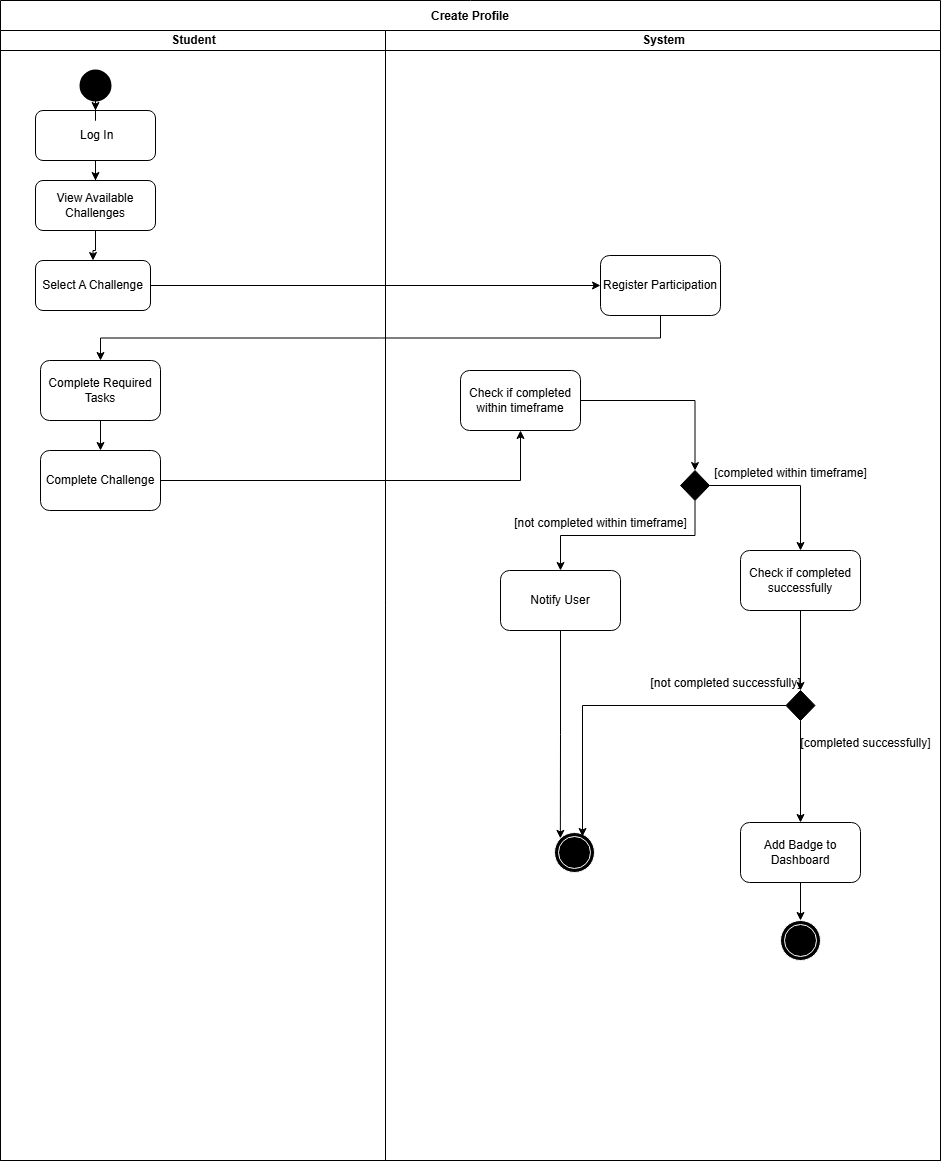 Create Profile
Student
System
Log In
View Available
Challenges
Select A Challenge
Register Participation
Complete Required
Tasks
Check if completed
within timeframe
Complete Challenge
[completed within timeframe]
[not completed within timeframe]
Check if completed
successfully
Notify User
[not completed successfully]
[completed successfully]
Add Badge to
Dashboard